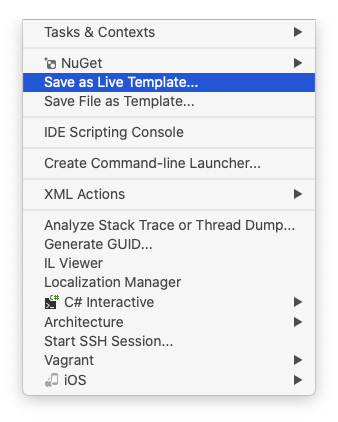 Tasks & Contexts
NuGet
Save as Live Template...
Save File as Template...
IDE Scripting Console
Create Command-line Launcher...
XML Actions
Analyze Stack Trace or Thread Dump...
Generate GUID...
IL Viewer
Localization Manager
C# Interactive
Architecture
Start SSH Session...
Vagrant
iOS